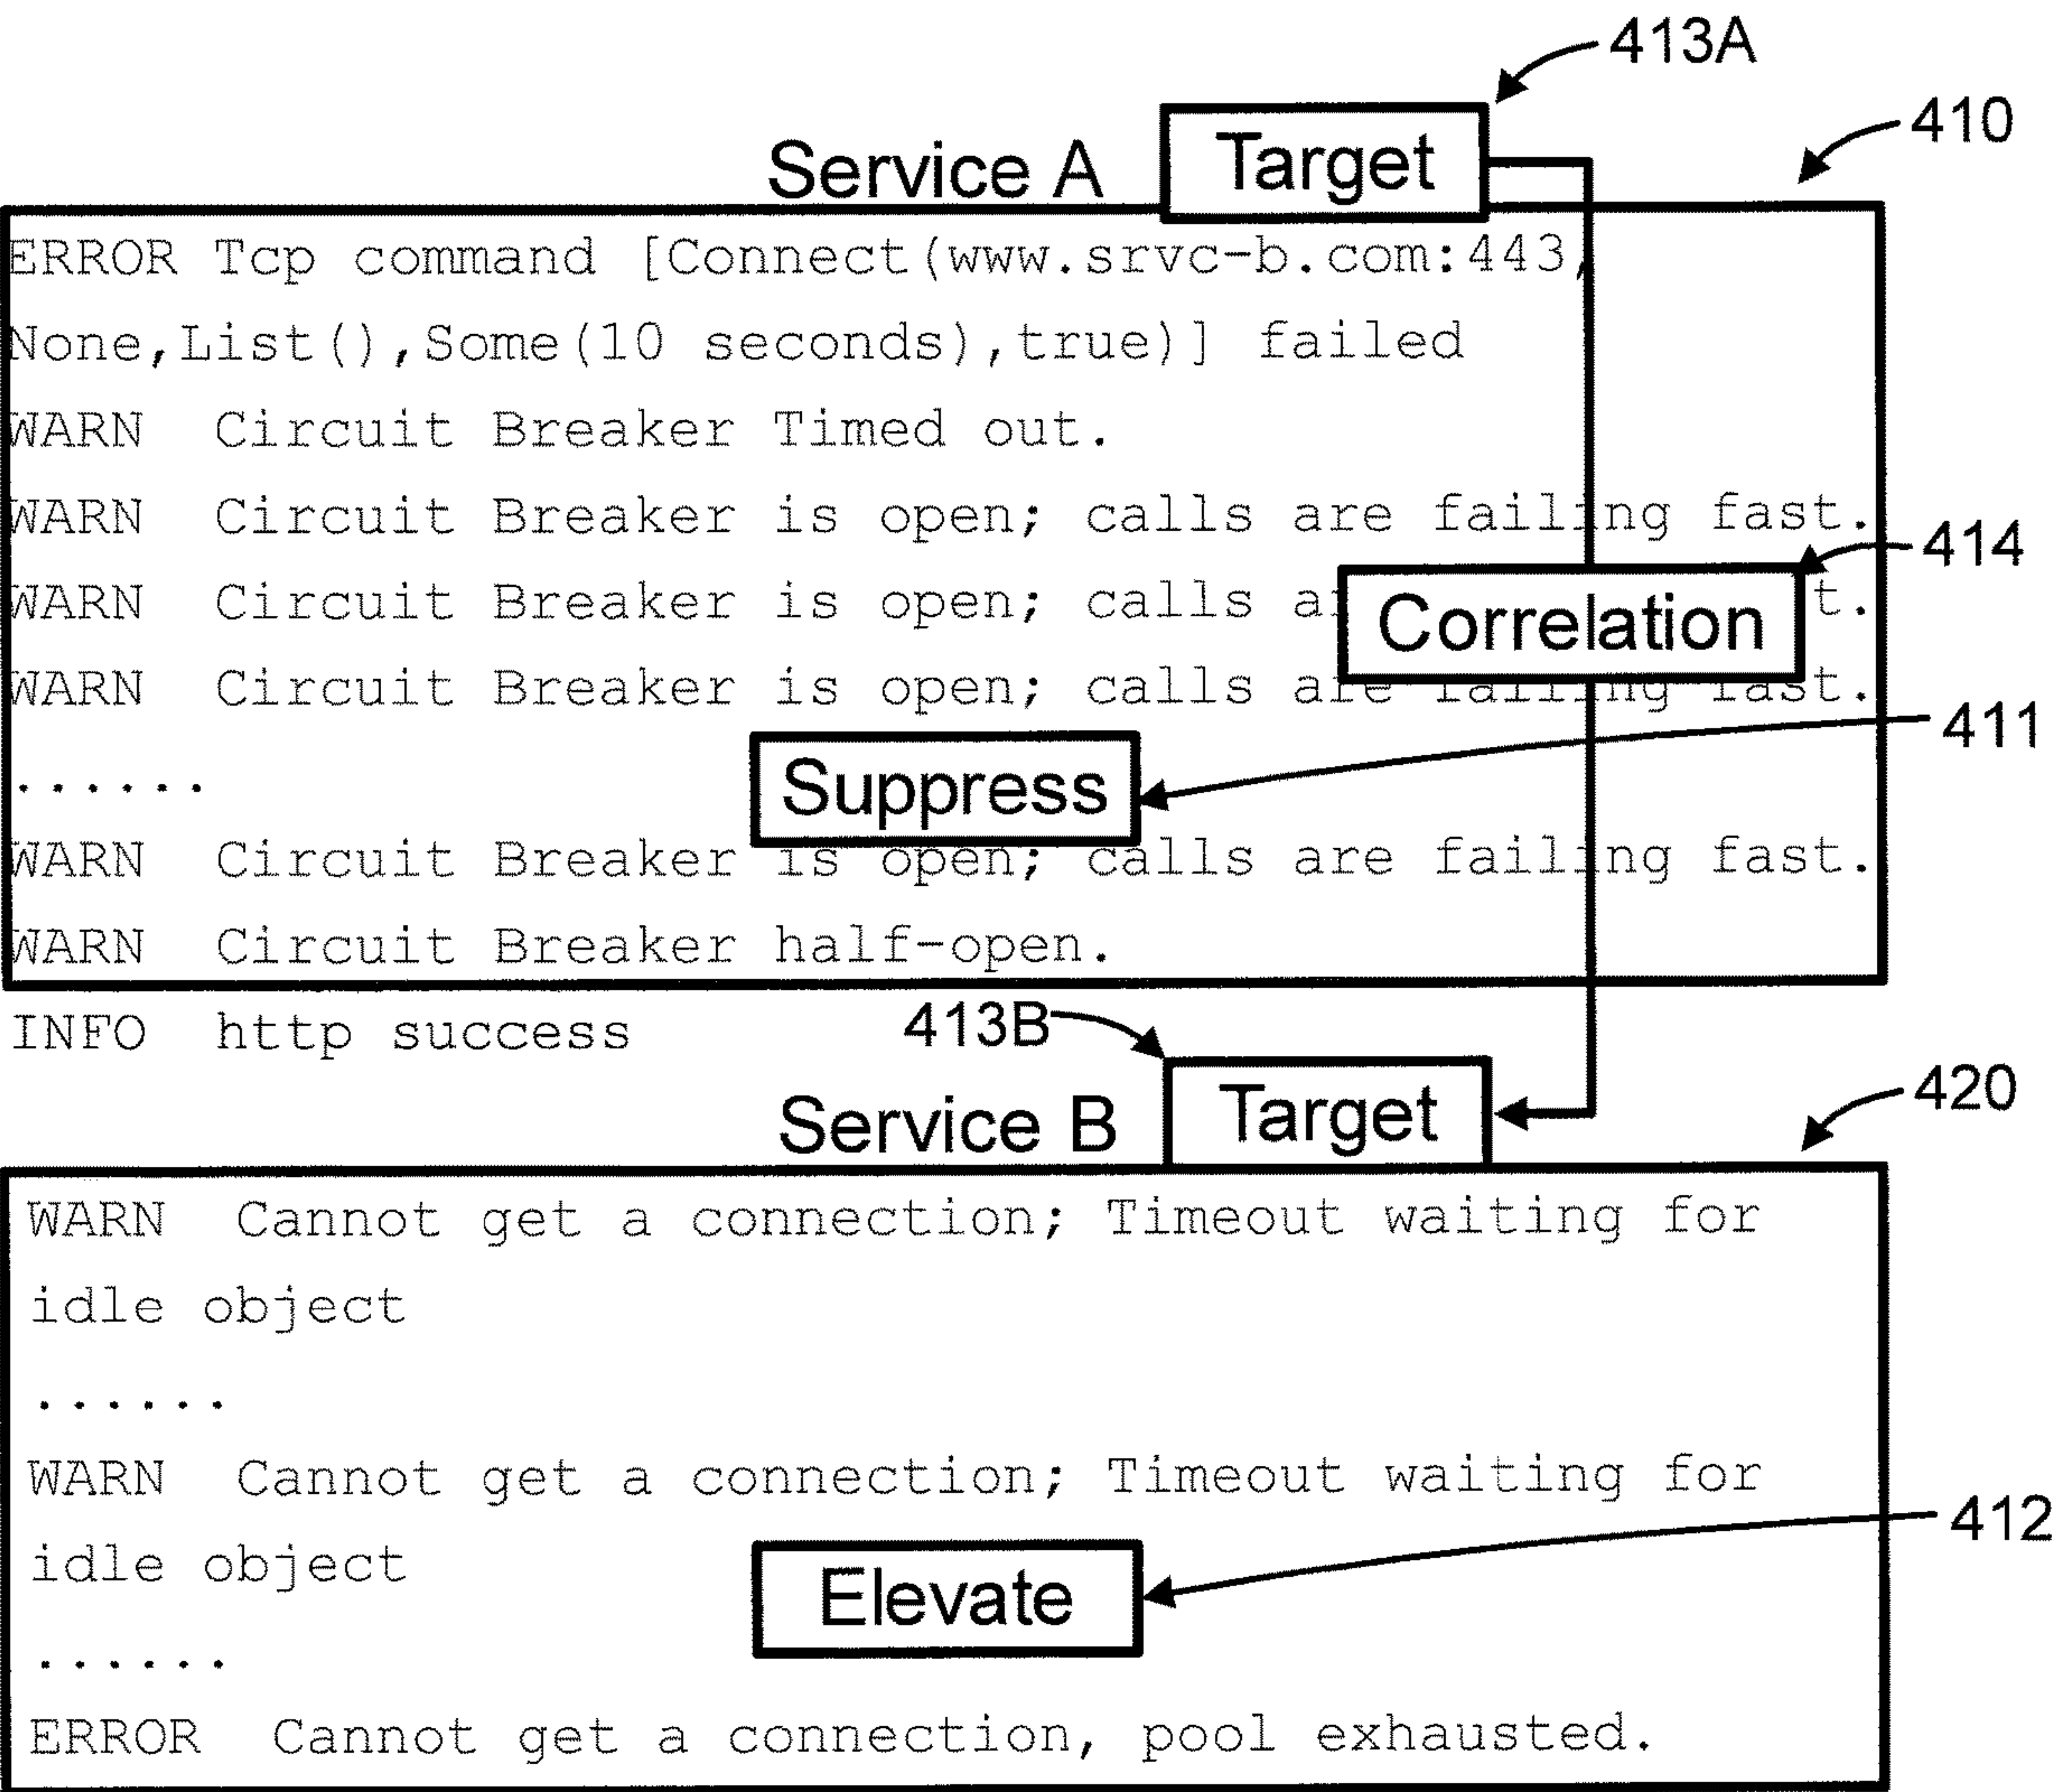 413A
410
Service A Target
ERROR Tcp command [Connect(www.srvc-b.com:443,
None,List(),Some(10 seconds),true)] failed
WARN Circuit Breaker Timed out.
WARN Circuit Breaker is open; calls are failing fast.
414
WARN Circuit Breaker is open; calls
Correlation
WARN Circuit Breaker is open; calls are failing fast.
411
...... Suppress
WARN Circuit Breaker is open; calls are failing fast.
WARN Circuit Breaker half-open.
INFO http success
413B
420
Service B Target
WARN Cannot get a connection; Timeout waiting for
idle object
......
WARN Cannot get a connection; Timeout waiting for
412
idle object
Elevate
......
ERROR Cannot get a connection, pool exhausted.